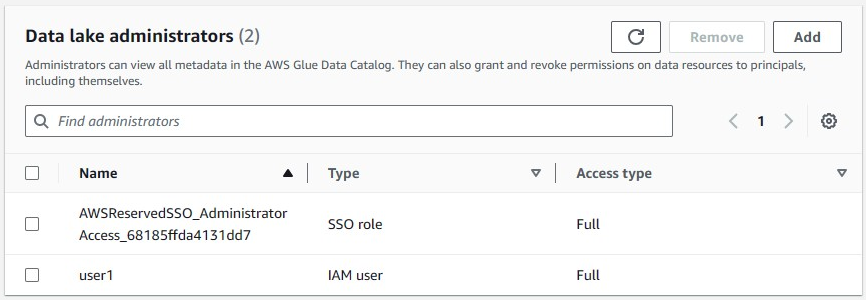 Data lake administrators (2)
Remove
Add
Administrators can view all metadata in the AWS Glue Data Catalog. They can also grant and revoke permissions on data resources to principals,
including themselves.
Find administrators
1
Name Type Access type
AWSReservedSSO_Administrator
Access_68185ffda4131dd7 SSO role Full
user1 IAM user Full